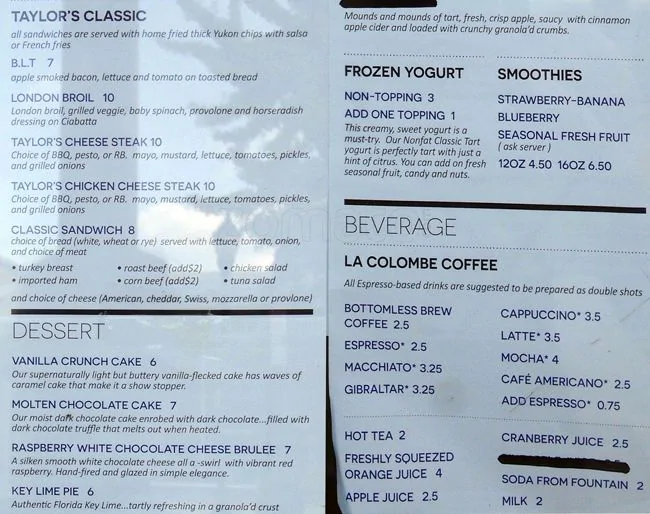 TAYLOR'S CLASSIC
all sandwiches are served with home fried thick Yukon chips with salsa
or French fries
B.L.T 7
apple smoked bacon, lettuce and tomato on toasted bread
LONDON BROIL 10
London broil, grilled veggie, baby spinach, provolone and horseradish
dressing on Ciabatta
TAYLOR'S CHEESE STEAK 10
Choice of BBQ, pesto, or RB. mayo, mustard, lettuce, tomatoes, pickles,
and grilled onions
TAYLOR'S CHICKEN CHEESE STEAK 10
Choice of BBQ, pesto, or RB. mayo, mustard, lettuce, tomatoes, pickles,
and grilled onions
CLASSIC SANDWICH 8
choice of bread (white, wheat or rye) served with lettuce, tomato, onion,
and choice of meat
• turkey breast • roast beef (add$2) • chicken salad
• imported ham • corn beef (add$2) • tuna salad
and choice of cheese (American, cheddar, Swiss, mozzarella or provlone)
DESSERT
VANILLA CRUNCH CAKE 6
Our supernaturally light but buttery vanilla-flecked cake has waves of
caramel cake that make it a show stopper.
MOLTEN CHOCOLATE CAKE 7
Our moist dark chocolate cake enrobed with dark chocolate...filled with
dark chocolate truffle that melts out when heated.
RASPBERRY WHITE CHOCOLATE CHEESE BRULEE 7
A silken smooth white chocolate cheese all a -swirl with vibrant red
raspberry. Hand-fired and glazed in simple elegance.
KEY LIME PIE 6
Authentic Florida Key Lime...tartly refreshing in a granola'd crust
Mounds and mounds of tart, fresh, crisp apple, saucy with cinnamon
apple cider and loaded with crunchy granola'd crumbs.
FROZEN YOGURT
NON-TOPPING 3
ADD ONE TOPPING 1
This creamy, sweet yogurt is a
must-try. Our Nonfat Classic Tart
yogurt is perfectly tart with just a
hint of citrus. You can add on fresh
seasonal fruit, candy and nuts.
SMOOTHIES
STRAWBERRY-BANANA
BLUEBERRY
SEASONAL FRESH FRUIT
( ask server )
12OZ 4.50 16OZ 6.50
BEVERAGE
LA COLOMBE COFFEE
All Espresso-based drinks are suggested to be prepared as double shots
BOTTOMLESS BREW
COFFEE 2.5
ESPRESSO* 2.5
MACCHIATO* 3.25
GIBRALTAR* 3.25
CAPPUCCINO* 3.5
LATTE* 3.5
MOCHA* 4
CAFÉ AMERICANO* 2.5
ADD ESPRESSO* 0.75
HOT TEA 2
FRESHLY SQUEEZED
ORANGE JUICE 4
APPLE JUICE 2.5
CRANBERRY JUICE 2.5
SODA FROM FOUNTAIN 2
MILK 2